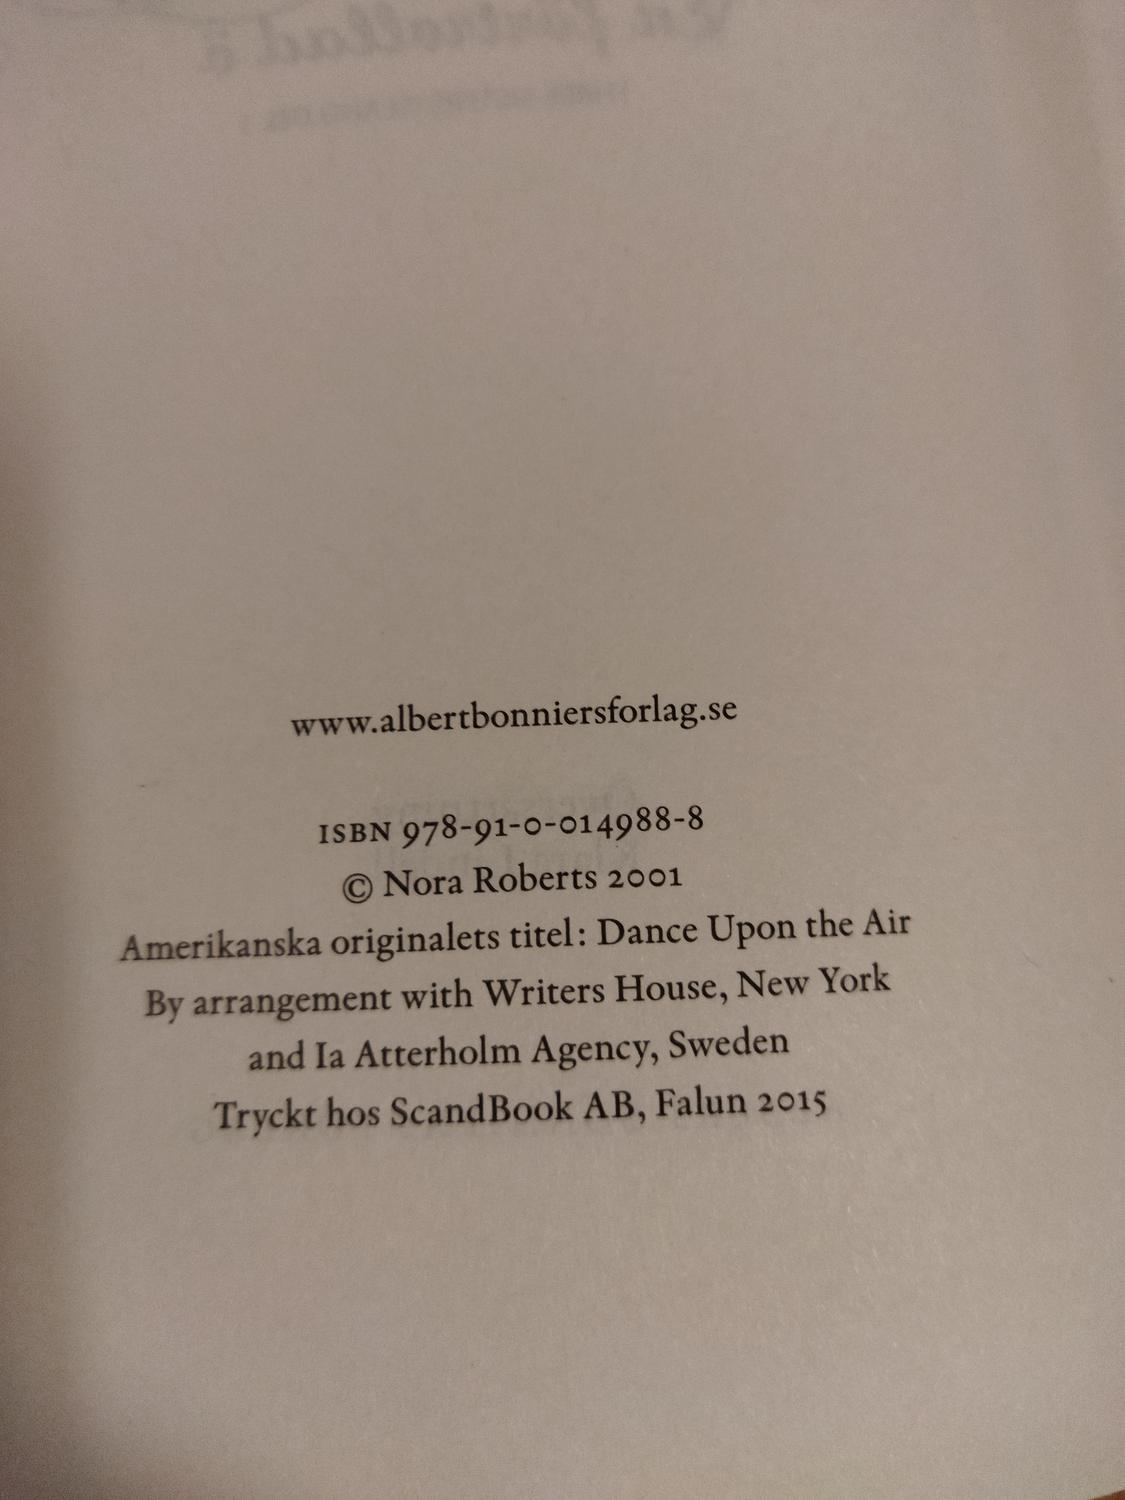 www.albertbonniersforlag.se
ISBN 978-91-0-014988-8
© Nora Roberts 2001
Amerikanska originalets titel: Dance Upon the Air
By arrangement with Writers House, New York
and Ia Atterholm Agency, Sweden
Tryckt hos ScandBook AB, Falun 2015